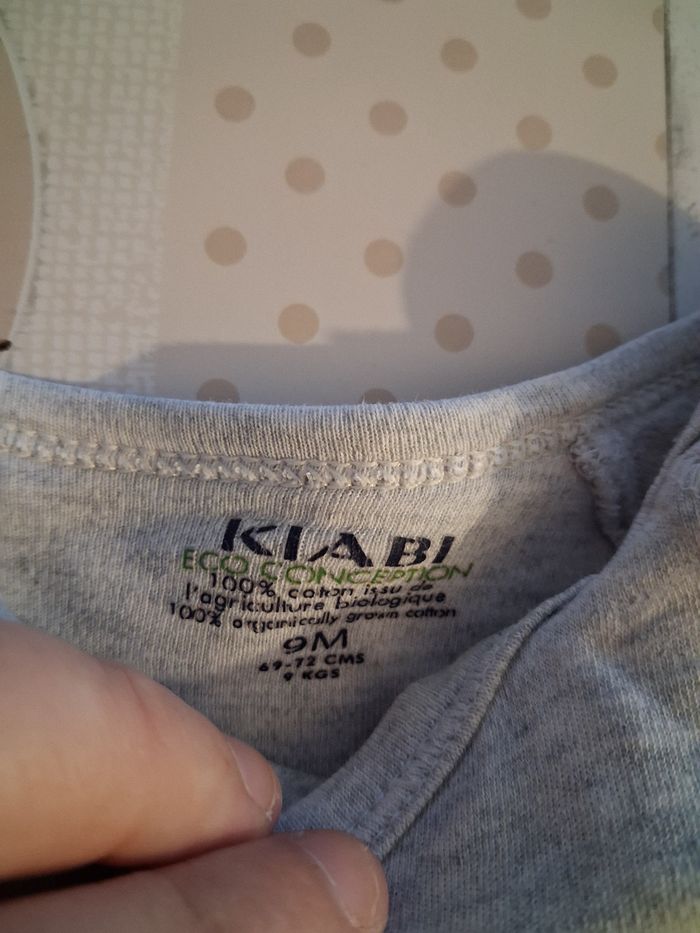 KIABI
ECO CONCEPTION
100% coton issu de
l'agriculture biologique
100% organically grown cotton
9M
69-72 CMS
9 KGS